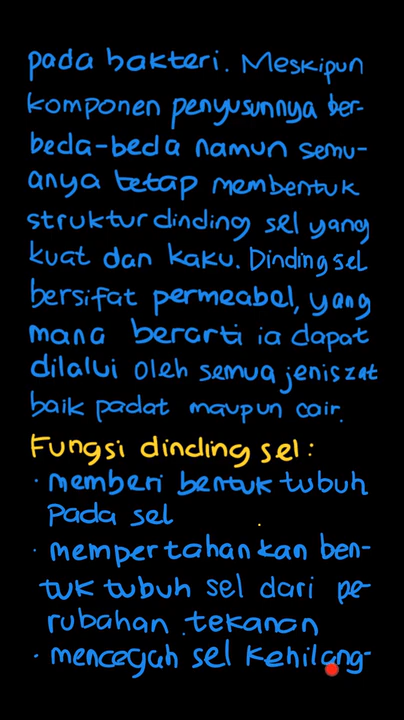 pada bakteri. Meskipun
komponen penyusunnya ber-
beda-beda namun semu-
anya tetap membentuk
struktur dinding sel yang
kuat dan kaku. Dinding sel
bersifat permeabel, yang
mana berarti ia dapat
dilalui oleh semua jenis zat
baik padat maupun cair.
Fungsi dinding sel:
· memberi bentuk tubuh
pada sel
· mempertahankan ben-
tuk tubuh sel dari pe-
rubahan tekanan
· mencegah sel kehilang-